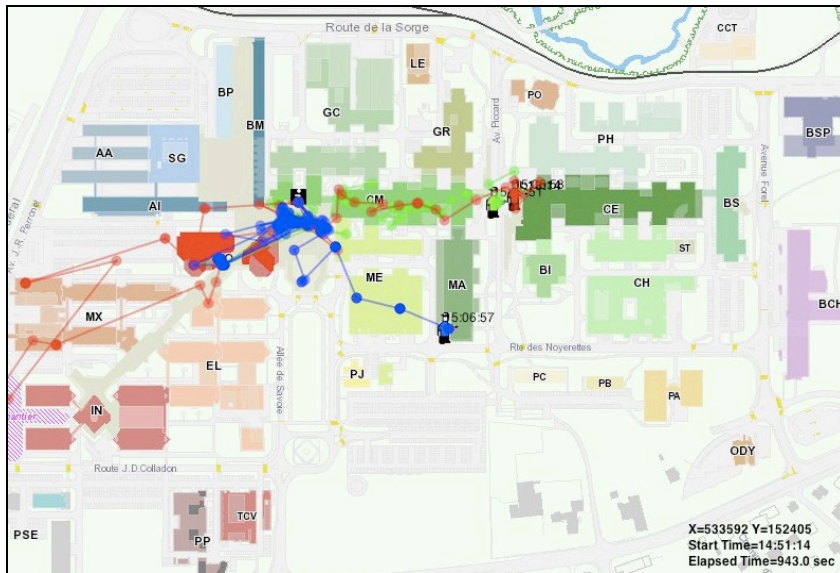 Route de la Sorge
CCT
LE
BP
GC
PO
BM
GR
Av. Piccard
PH
BSP
AA
SG
Avenue Forel
AI
CM
CE
BS
Av. J.-R. Perronet
ME
MA
BI
ST
CH
BCH
MX
15:06:57
EL
Allée de Savoie
Rte des Noyerettes
PJ
PC
PB
PA
IN
antier
ODY
Route J.D.Colladon
TCV
PSE
PP
X=533592 Y=152405
Start Time=14:51:14
Elapsed Time=943.0 sec